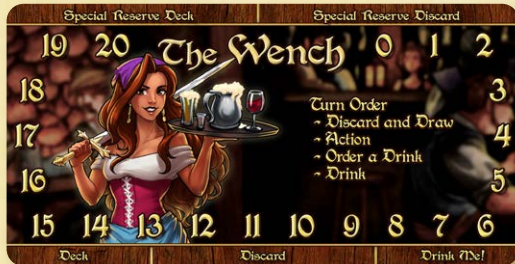 Special Reserve Deck
Special Reserve Discard
19 20 The Wench 0 1 2
18
3
Turn Order
~ Discard and Draw
17
~ Action
4
~ Order a Drink
~ Drink
16
5
15 14 13 12 11 10 9 8 7 6
Deck
Discard
Drink Me!